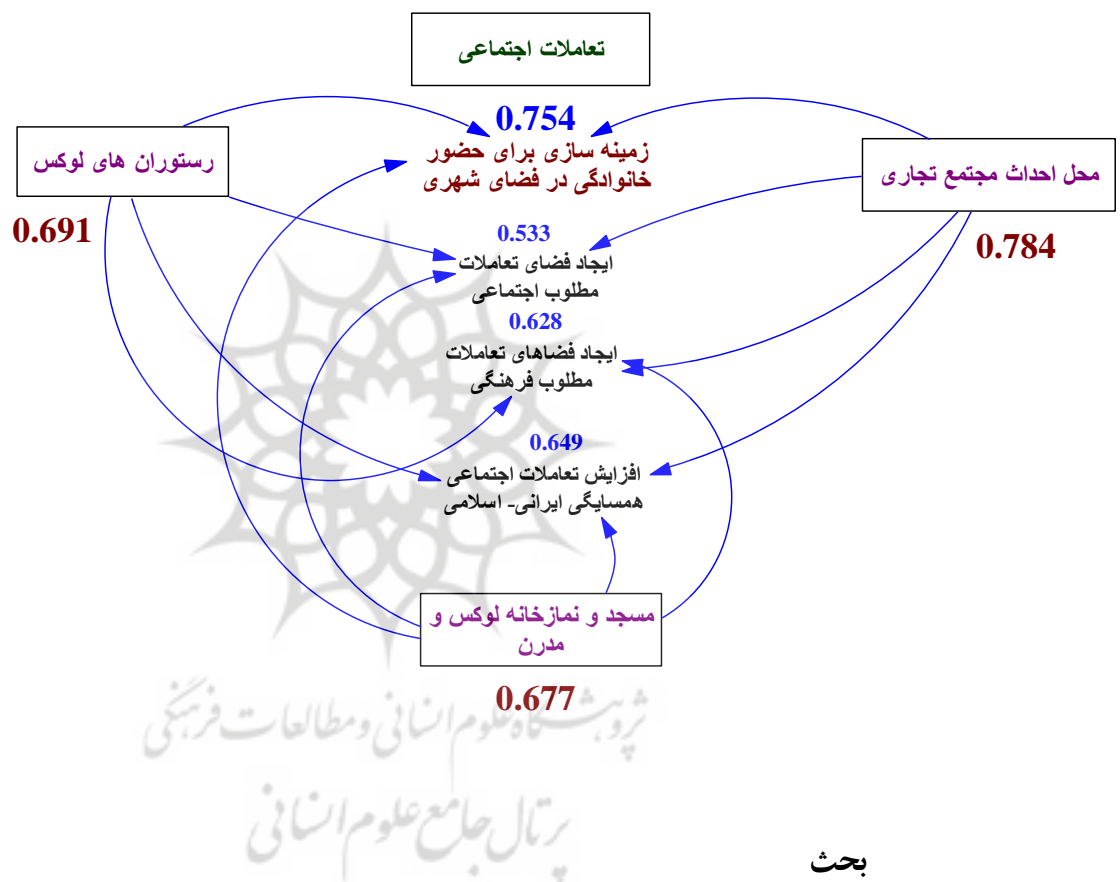 تعاملات اجتماعی
0.754
زمینه سازی برای حضور
خانوادگی در فضای شهری
محل احداث مجتمع تجاری
0.784
رستوران های لوکس
0.691
0.533
ایجاد فضای تعاملات
مطلوب اجتماعی
0.628
ایجاد فضاهای تعاملات
مطلوب فرهنگی
0.649
افزایش تعاملات اجتماعی
همسایگی ایرانی- اسلامی
مسجد و نمازخانه لوکس و
مدرن
0.677
پژوهشگاه علوم انسانی و مطالعات فرهنگی
پرتال جامع علوم انسانی
بحث